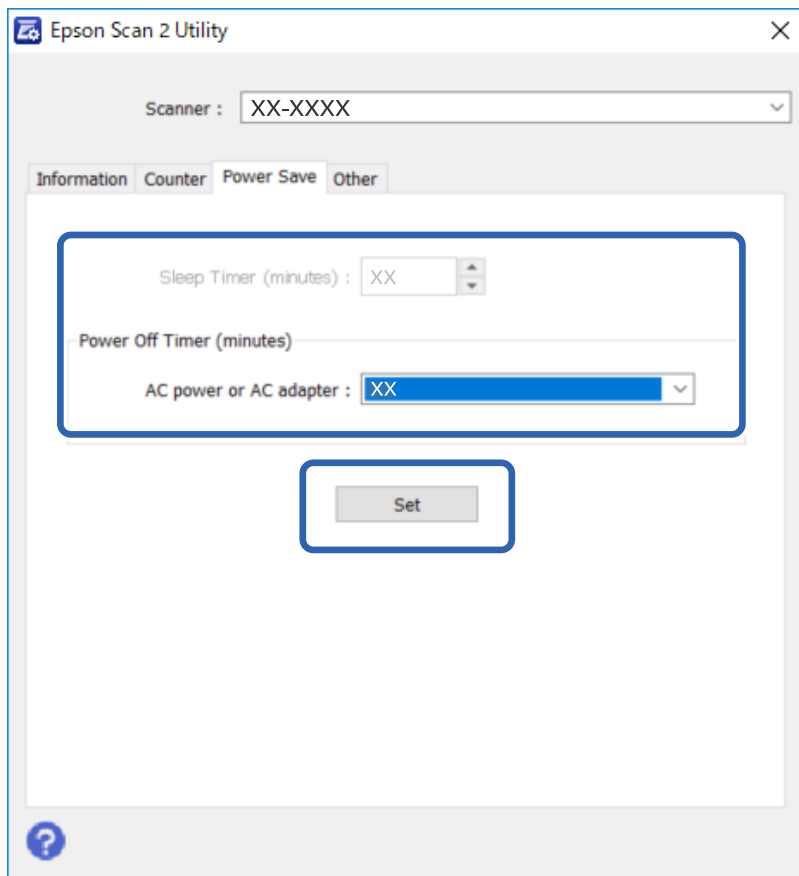 Epson Scan 2 Utility
Scanner : XX-XXXX
Information Counter Power Save Other
Sleep Timer (minutes) : XX
Power Off Timer (minutes)
AC power or AC adapter : XX
Set
?